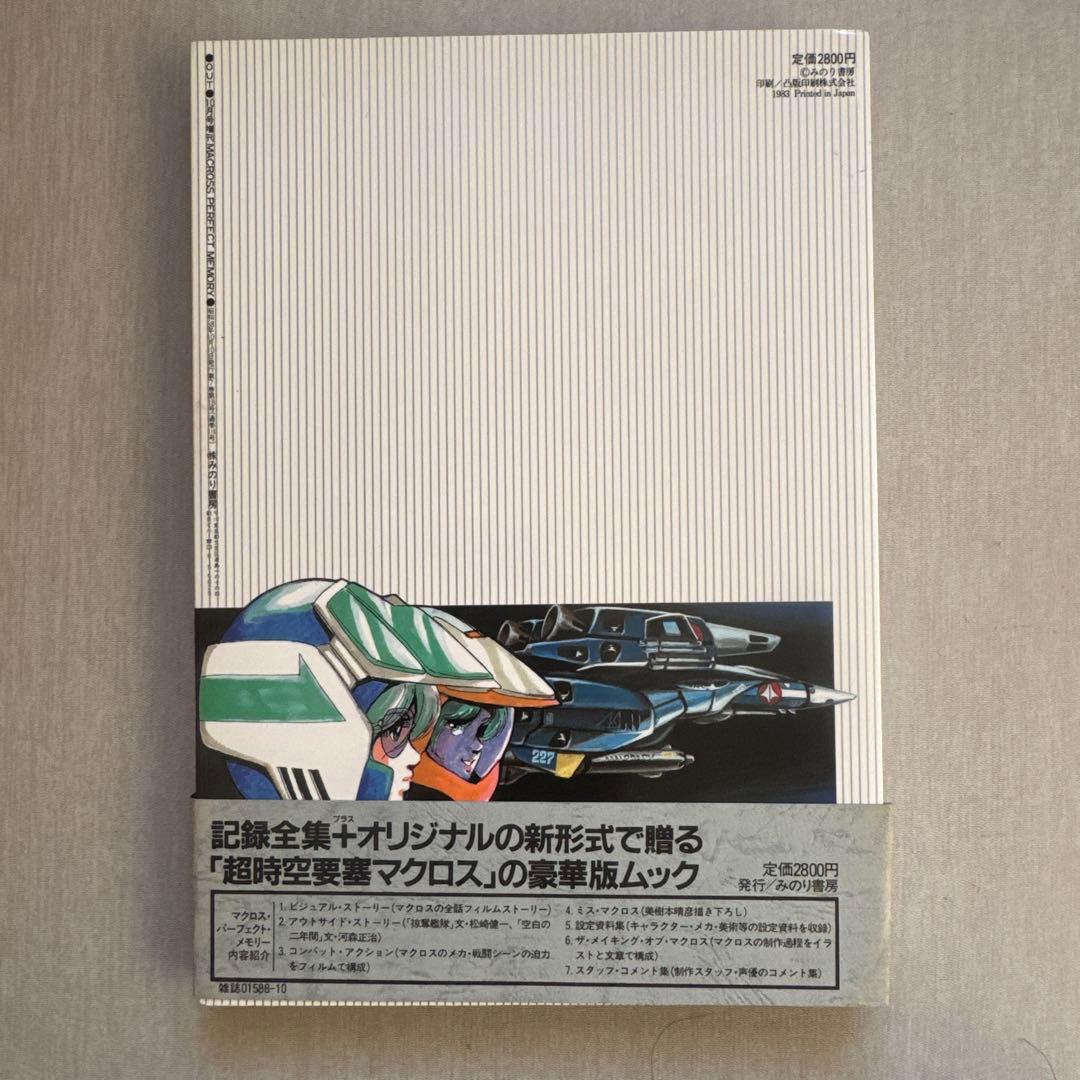 定価2800円
©みのり書房
印刷/凸版印刷株式会社
1983 Printed in Japan
●OUT●10月号増刊MACROSS PERFECT MEMORY●
㈱みのり書房
227
プラス
記録全集+オリジナルの新形式で贈る
「超時空要塞マクロス」の豪華版ムック
定価2800円
発行/みのり書房
マクロス・
パーフェクト・
メモリー
内容紹介
1. ビジュアル・ストーリー(マクロスの全話フィルムストーリー)
2. アウトサイド・ストーリー(「掠奪艦隊」文・松崎健一、「空白の
二年間」文・河森正治)
3. コンバット・アクション(マクロスのメカ・戦闘シーンの迫力
をフィルムで構成)
4. ミス・マクロス(美樹本晴彦描き下ろし)
5. 設定資料集(キャラクター・メカ・美術等の設定資料を収録)
6. ザ・メイキング・オブ・マクロス(マクロスの制作過程をイラ
ストと文章で構成)
7. スタッフ・コメント集(制作スタッフ・声優のコメント集)
雑誌01588-10